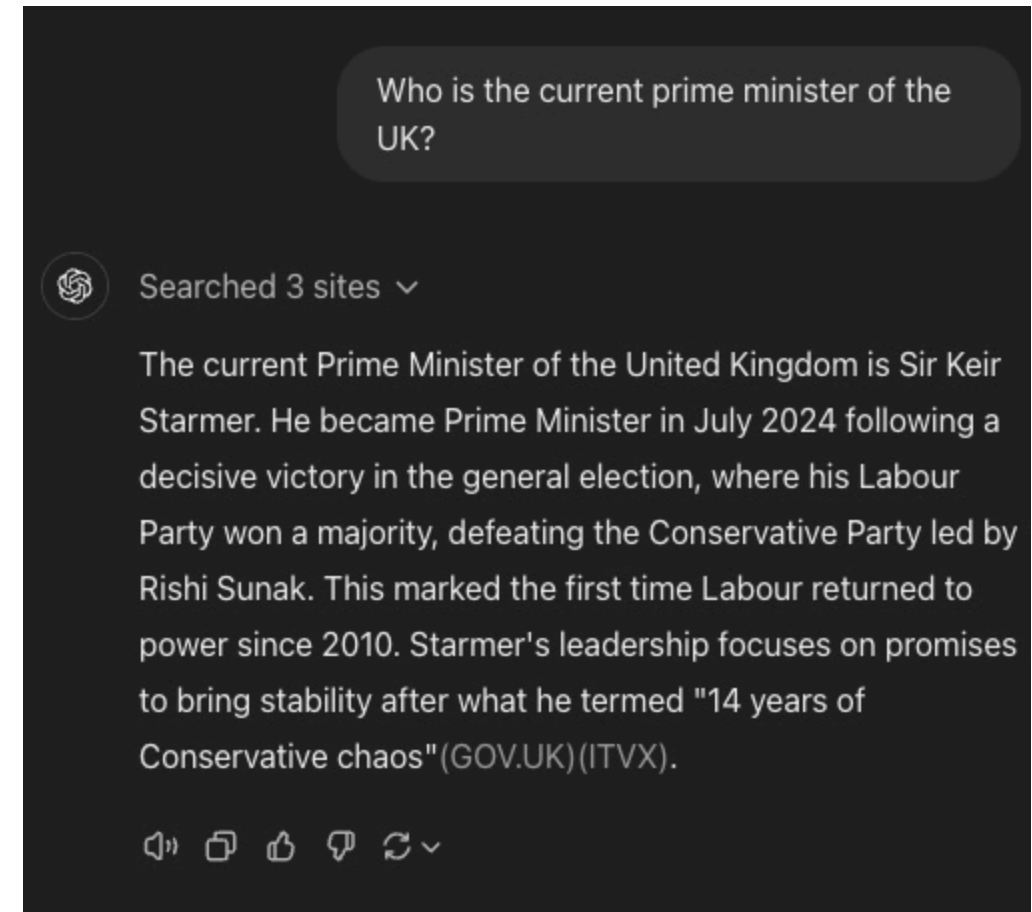 Who is the current prime minister of the
UK?
Searched 3 sites
The current Prime Minister of the United Kingdom is Sir Keir
Starmer. He became Prime Minister in July 2024 following a
decisive victory in the general election, where his Labour
Party won a majority, defeating the Conservative Party led by
Rishi Sunak. This marked the first time Labour returned to
power since 2010. Starmer's leadership focuses on promises
to bring stability after what he termed "14 years of
Conservative chaos"(GOV.UK)(ITVX).